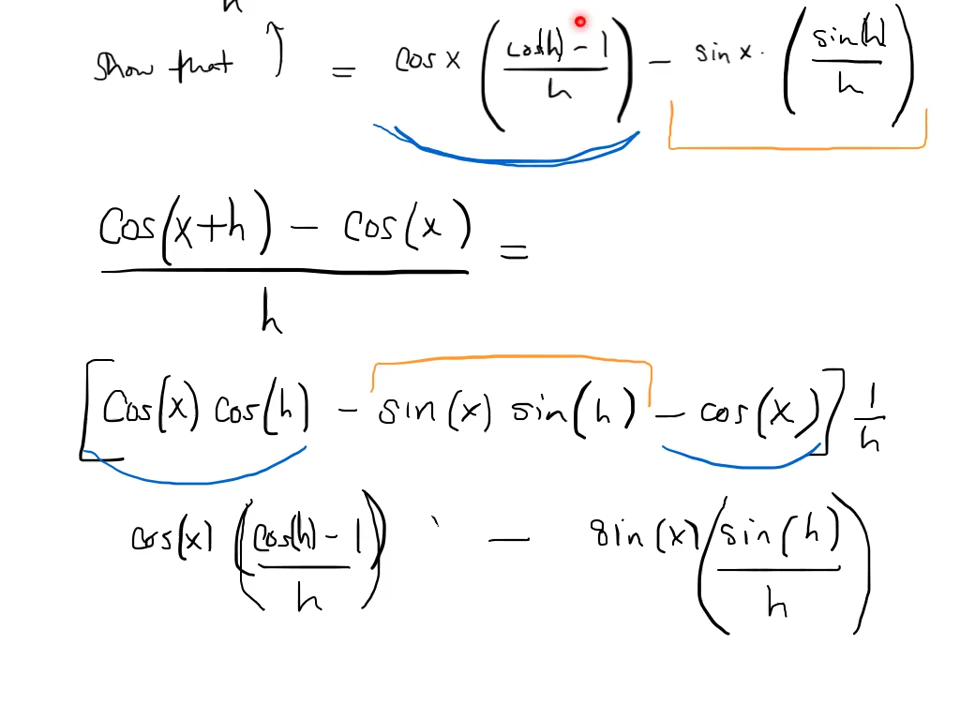 h
show that ↑ = cos x ( (cos(h) - 1) / h ) - sin x · ( sin(h) / h )
(cos(x+h) - cos(x)) / h =
[cos(x) cos(h) - sin(x) sin(h) - cos(x)] 1/h
cos(x) ( (cos(h) - 1) / h ) - sin(x) ( sin(h) / h )